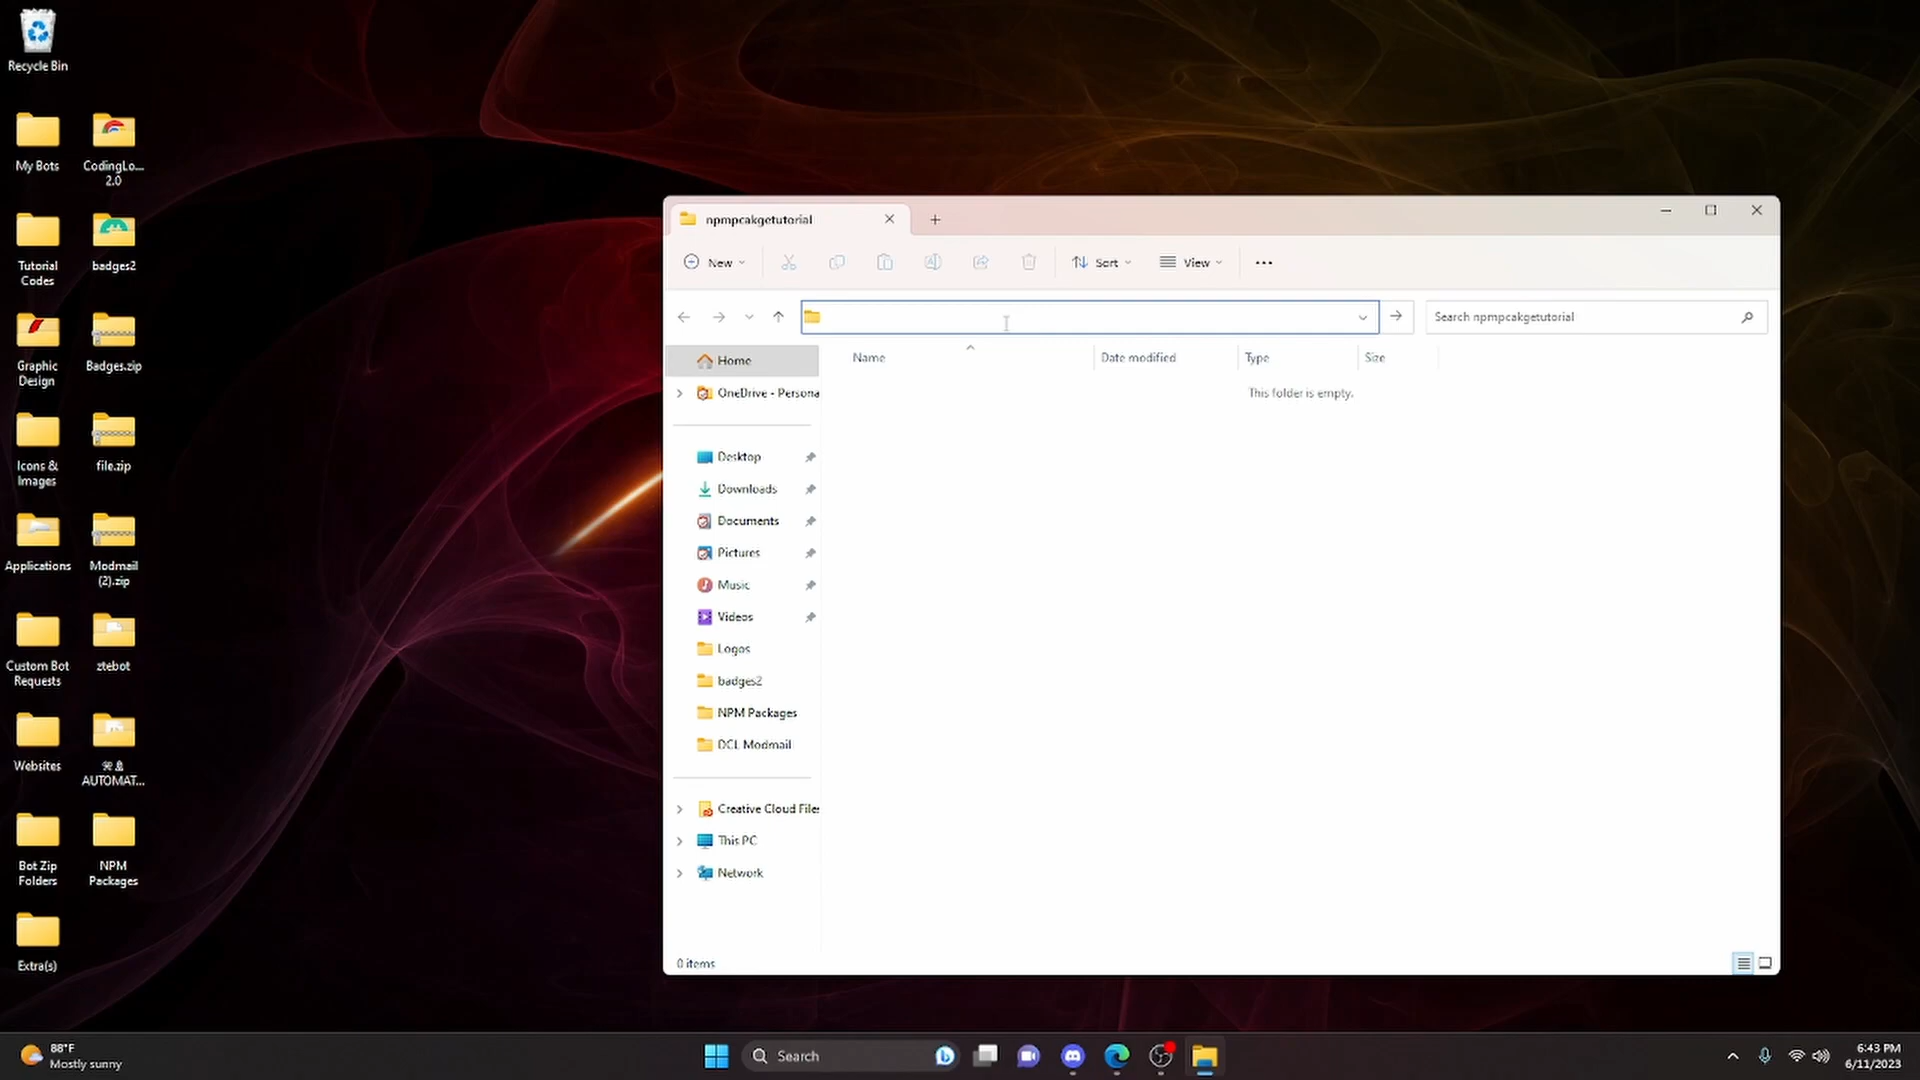 Recycle Bin
My Bots
CodingLo...
2.0
Tutorial
Codes
badges2
Graphic
Design
Badges.zip
Icons &
Images
file.zip
Applications
Modmail
(2).zip
Custom Bot
Requests
ztebot
Websites
AUTOMAT...
Bot Zip
Folders
NPM
Packages
Extra(s)
npmpcakgetutorial
New
Sort
View
Search npmpcakgetutorial
Name
Date modified
Type
Size
This folder is empty.
Home
OneDrive - Persona
Desktop
Downloads
Documents
Pictures
Music
Videos
Logos
badges2
NPM Packages
DCL Modmail
Creative Cloud Files
This PC
Network
0 items
88°F
Mostly sunny
Search
6:43 PM
6/11/2023